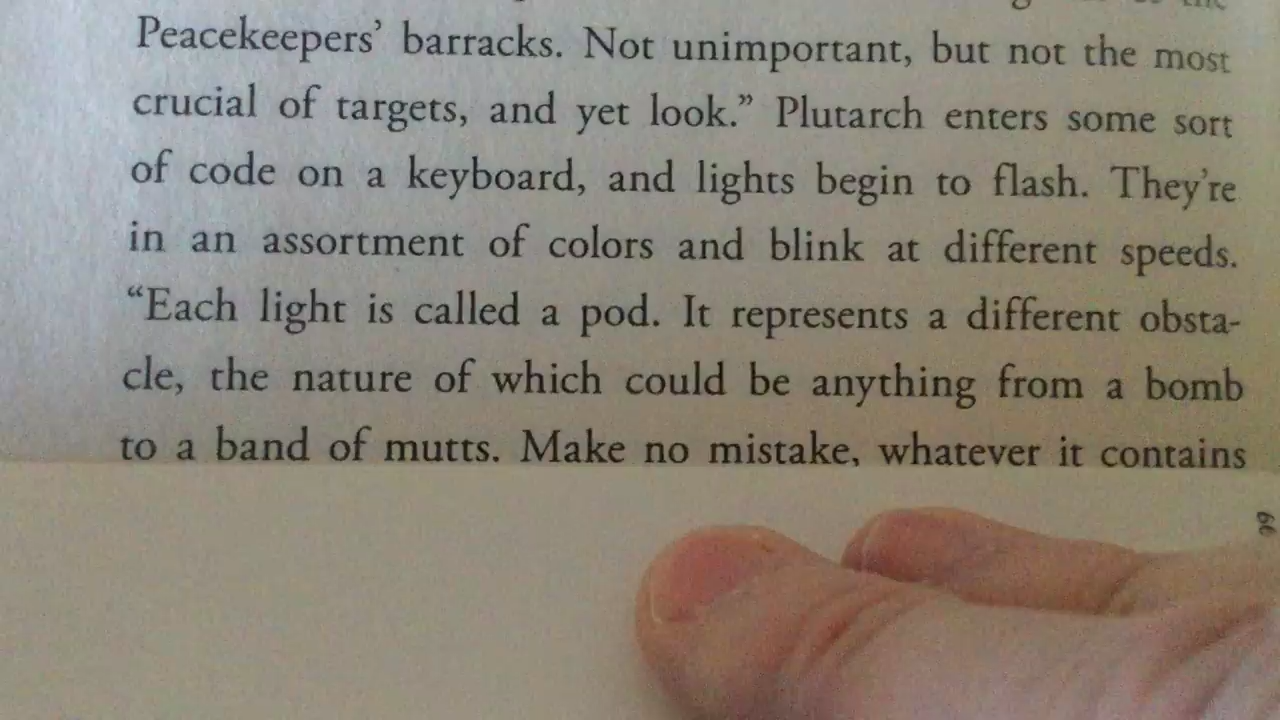 Peacekeepers’ barracks. Not unimportant, but not the most
crucial of targets, and yet look.” Plutarch enters some sort
of code on a keyboard, and lights begin to flash. They’re
in an assortment of colors and blink at different speeds.
“Each light is called a pod. It represents a different obsta-
cle, the nature of which could be anything from a bomb
to a band of mutts. Make no mistake, whatever it contains